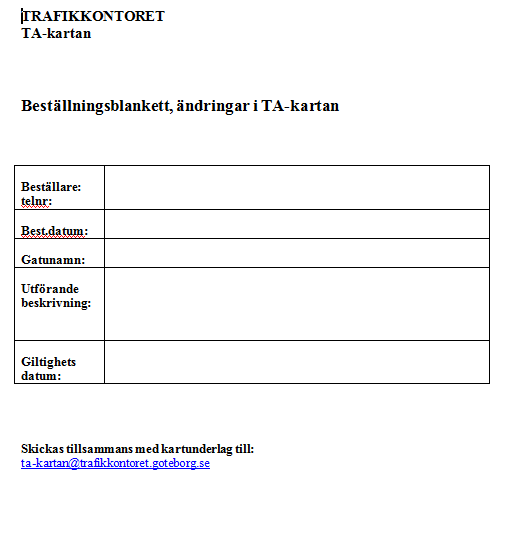 TRAFIKKONTORET
TA-kartan
Beställningsblankett, ändringar i TA-kartan
Beställare:
telnr:
Best.datum:
Gatunamn:
Utförande
beskrivning:
Giltighets
datum:
Skickas tillsammans med kartunderlag till:
ta-kartan@trafikkontoret.goteborg.se